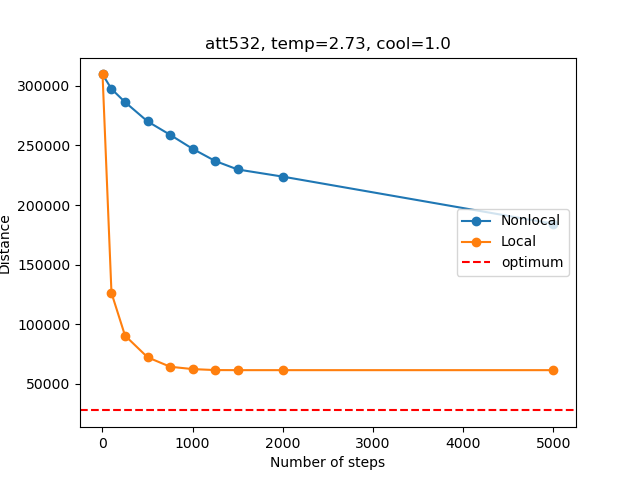 att532, temp=2.73, cool=1.0
300000
250000
200000
150000
100000
50000
Distance
Nonlocal
Local
optimum
0
1000
2000
3000
4000
5000
Number of steps